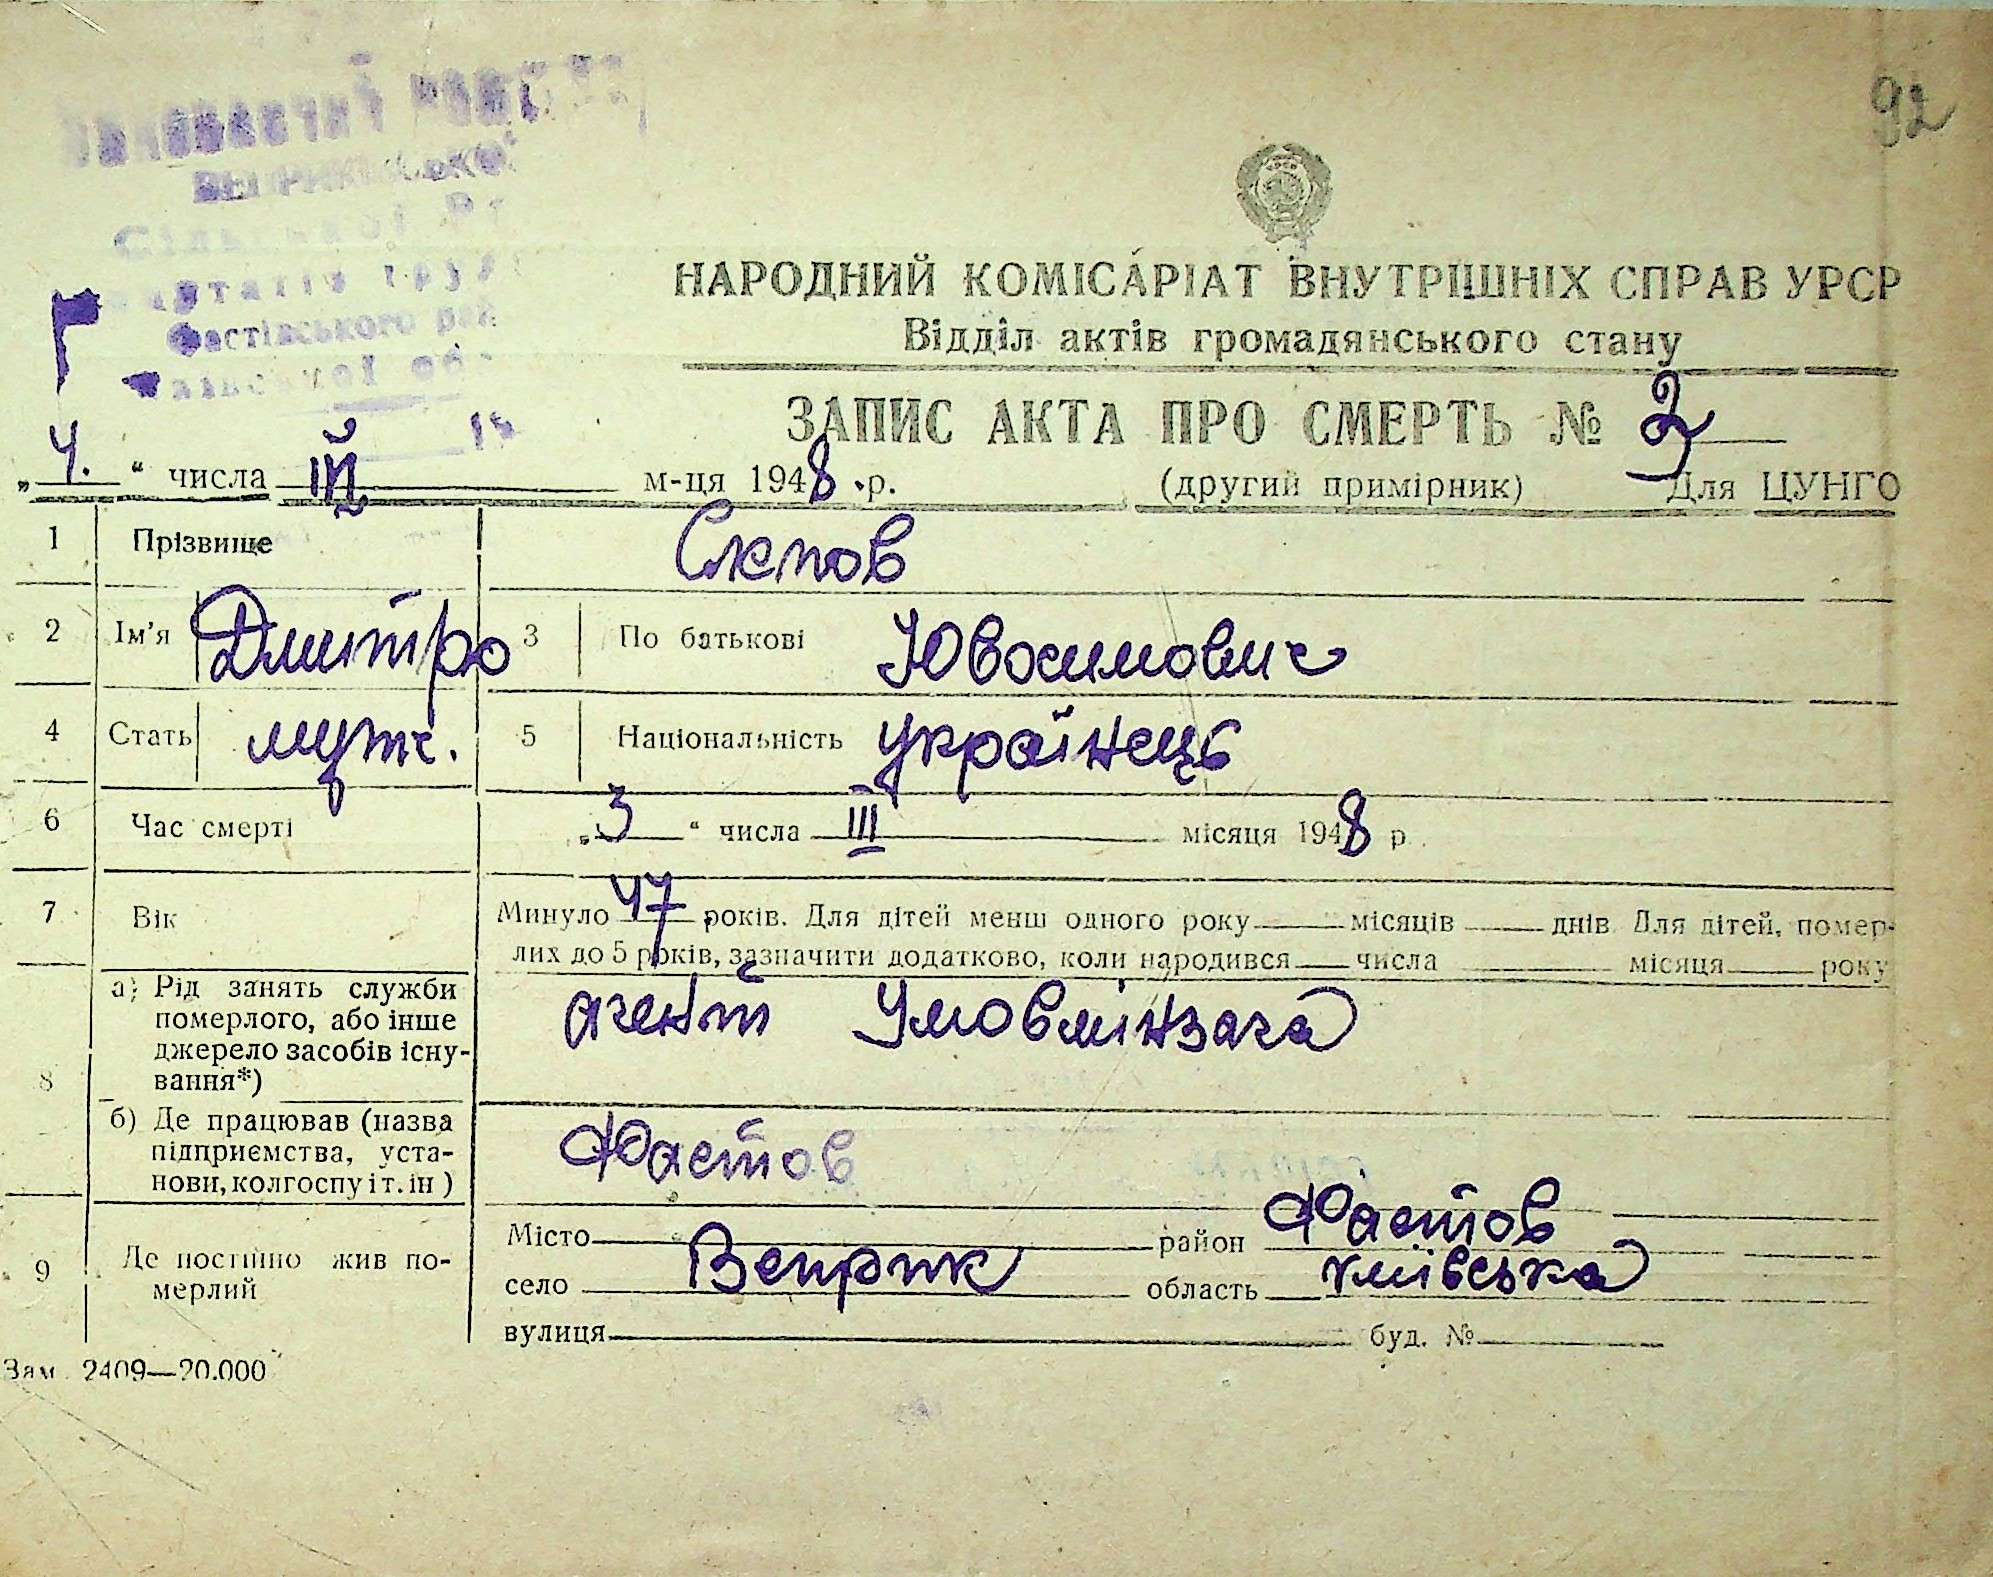 92
Сільської
Фастівського
НАРОДНИЙ КОМІСАРІАТ ВНУТРІШНІХ СПРАВ УРСР
Відділ актів громадянського стану
ЗАПИС АКТА ПРО СМЕРТЬ № 2
„4.“ числа III м-ця 1948 р. (другий примірник) Для ЦУНГО
1 Прізвище Слєпов
2 Ім'я Дмитро 3 По батькові Ювосимович
4 Стать мужч. 5 Національність українець
6 Час смерті „3“ числа III місяця 1948 р.
7 Вік Минуло 47 років. Для дітей менш одного року місяців днів Для дітей, помер-
лих до 5 років, зазначити додатково, коли народився числа місяця року
8 а) Рід занять служби
померлого, або інше
джерело засобів існу-
вання*) агент Умовмінзага
б) Де працював (назва
підприємства, уста-
нови, колгоспу і т. ін ) Фастов
9 Де постійно жив по-
мерлий
Місто район Фастов
село Веприк область київська
вулиця буд. №
Зам. 2409—20.000